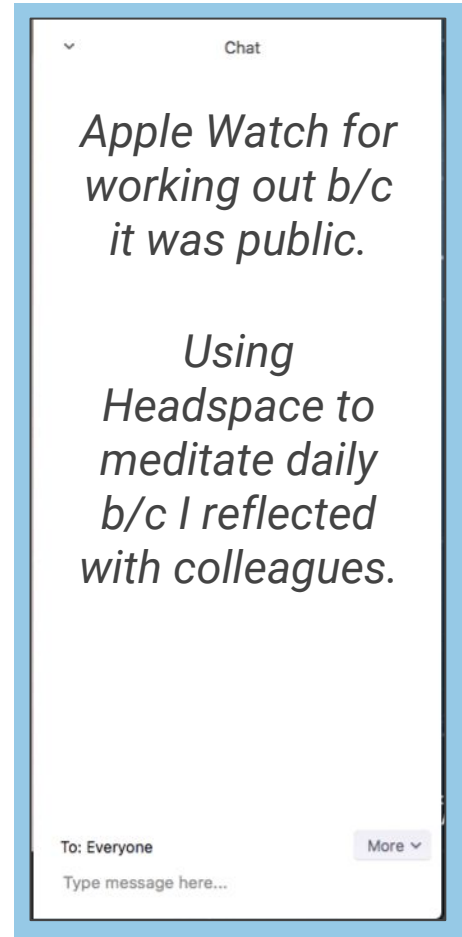 Chat
Apple Watch for
working out b/c
it was public.
Using
Headspace to
meditate daily
b/c I reflected
with colleagues.
To: Everyone
More
Type message here...